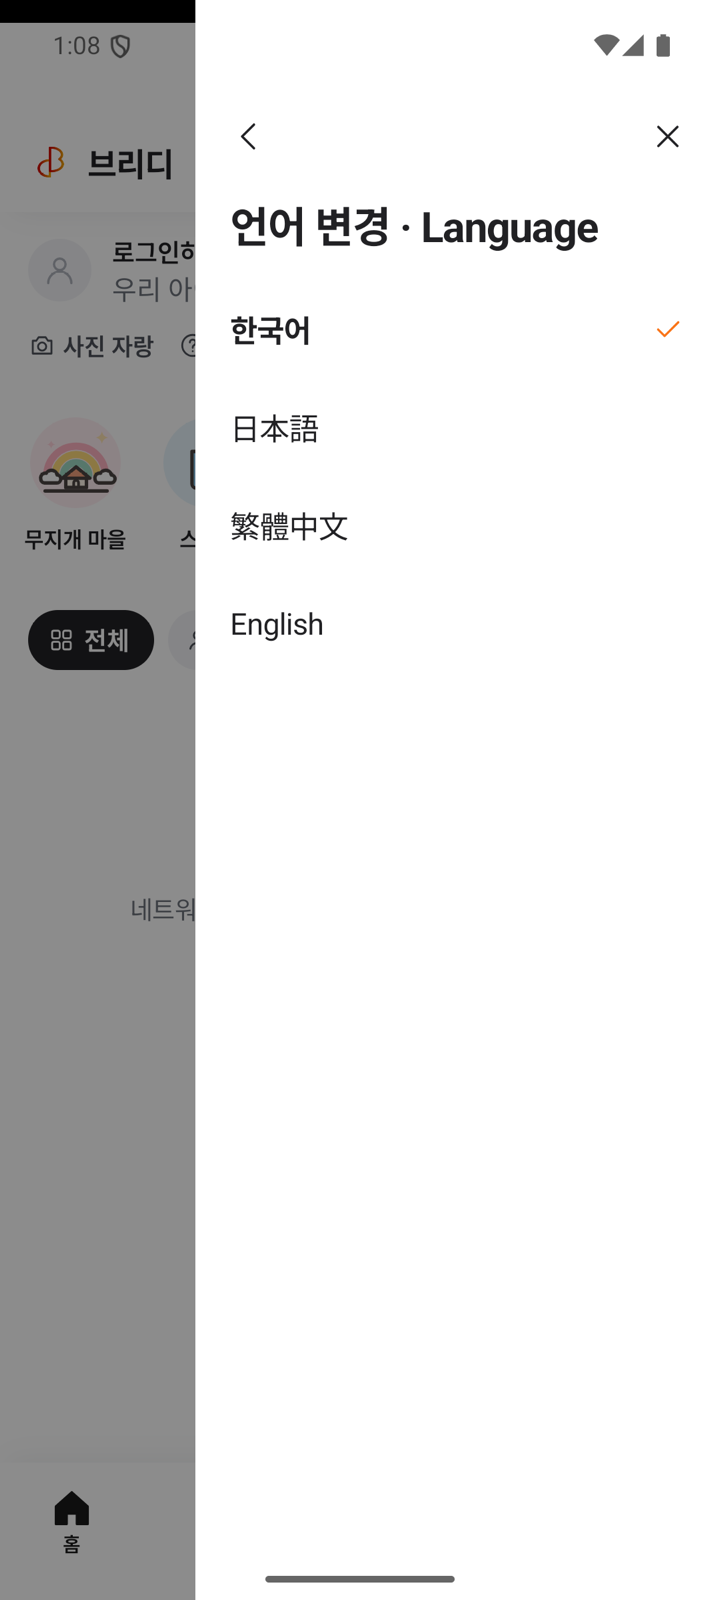 1:08
브리디
로그인하
우리 아
사진 자랑
무지개 마을
전체
네트워
홈
언어 변경 · Language
한국어
日本語
繁體中文
English